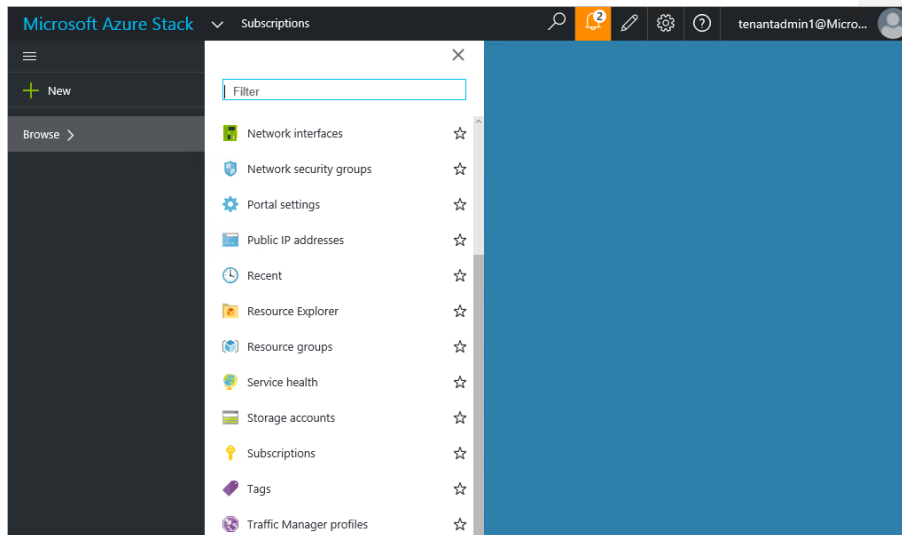 Microsoft Azure Stack Subscriptions 2 tenantadmin1@Micro...
New
Filter
Browse
Network interfaces
Network security groups
Portal settings
Public IP addresses
Recent
Resource Explorer
Resource groups
Service health
Storage accounts
Subscriptions
Tags
Traffic Manager profiles